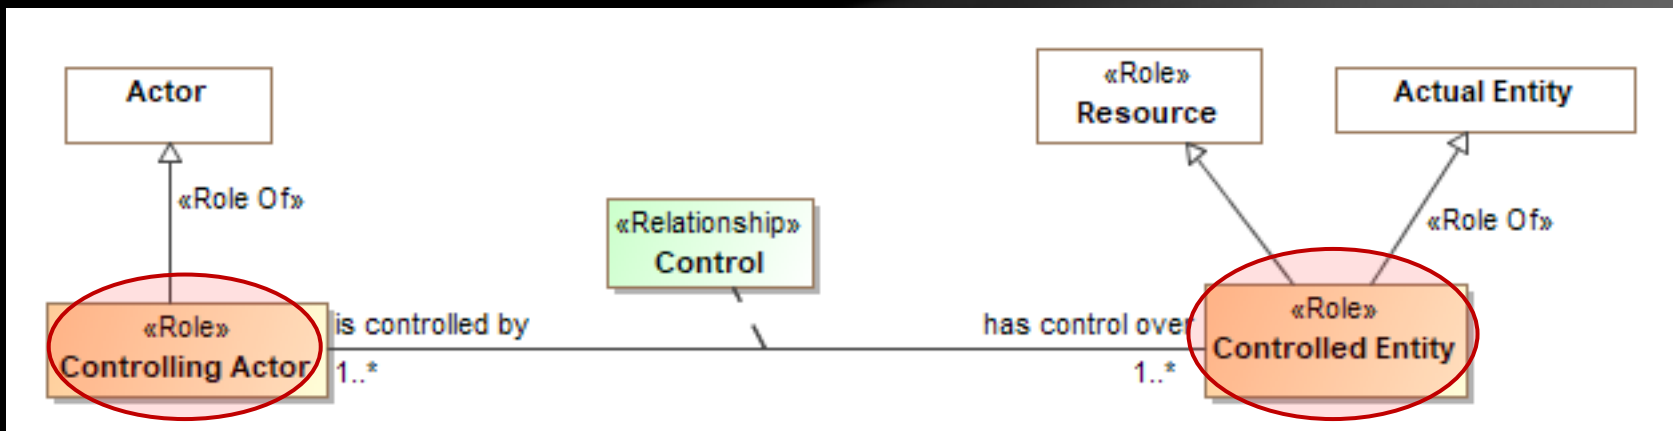 Actor
«Role Of»
«Role»
Controlling Actor
is controlled by
1..*
«Relationship»
Control
has control over
1..*
«Role»
Resource
Actual Entity
«Role Of»
«Role»
Controlled Entity